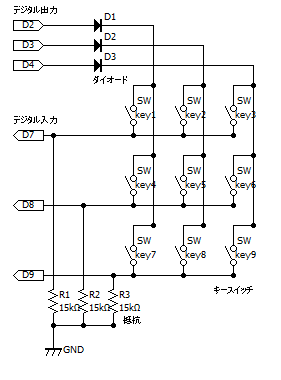 デジタル出力
D1
D2
D2
D3
D3
D4
ダイオード
SW
key1
SW
key2
SW
key3
デジタル入力
D7
SW
key4
SW
key5
SW
key6
D8
SW
key7
SW
key8
SW
key9
D9
キースイッチ
R1
15kΩ
R2
15kΩ
R3
15kΩ
抵抗
GND